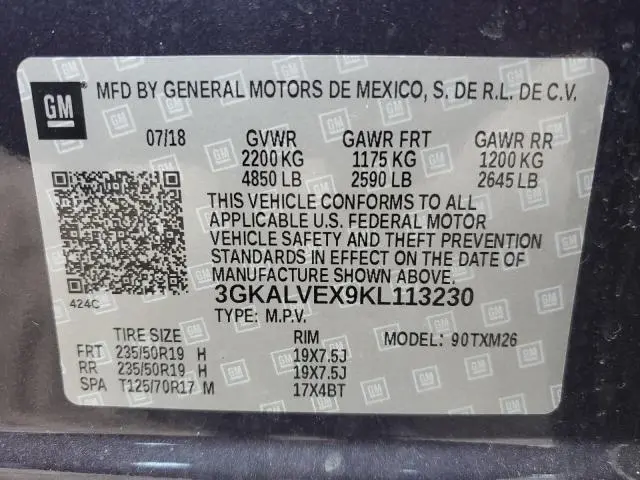 GM MFD BY GENERAL MOTORS DE MEXICO, S. DE R.L. DE C.V.
07/18 GVWR GAWR FRT GAWR RR
2200 KG 1175 KG 1200 KG
4850 LB 2590 LB 2645 LB
THIS VEHICLE CONFORMS TO ALL
APPLICABLE U.S. FEDERAL MOTOR
VEHICLE SAFETY AND THEFT PREVENTION
STANDARDS IN EFFECT ON THE DATE OF
MANUFACTURE SHOWN ABOVE.
424C 3GKALVEX9KL113230
TYPE: M.P.V.
TIRE SIZE RIM MODEL: 90TXM26
FRT 235/50R19 H 19X7.5J
RR 235/50R19 H 19X7.5J
SPA T125/70R17 M 17X4BT